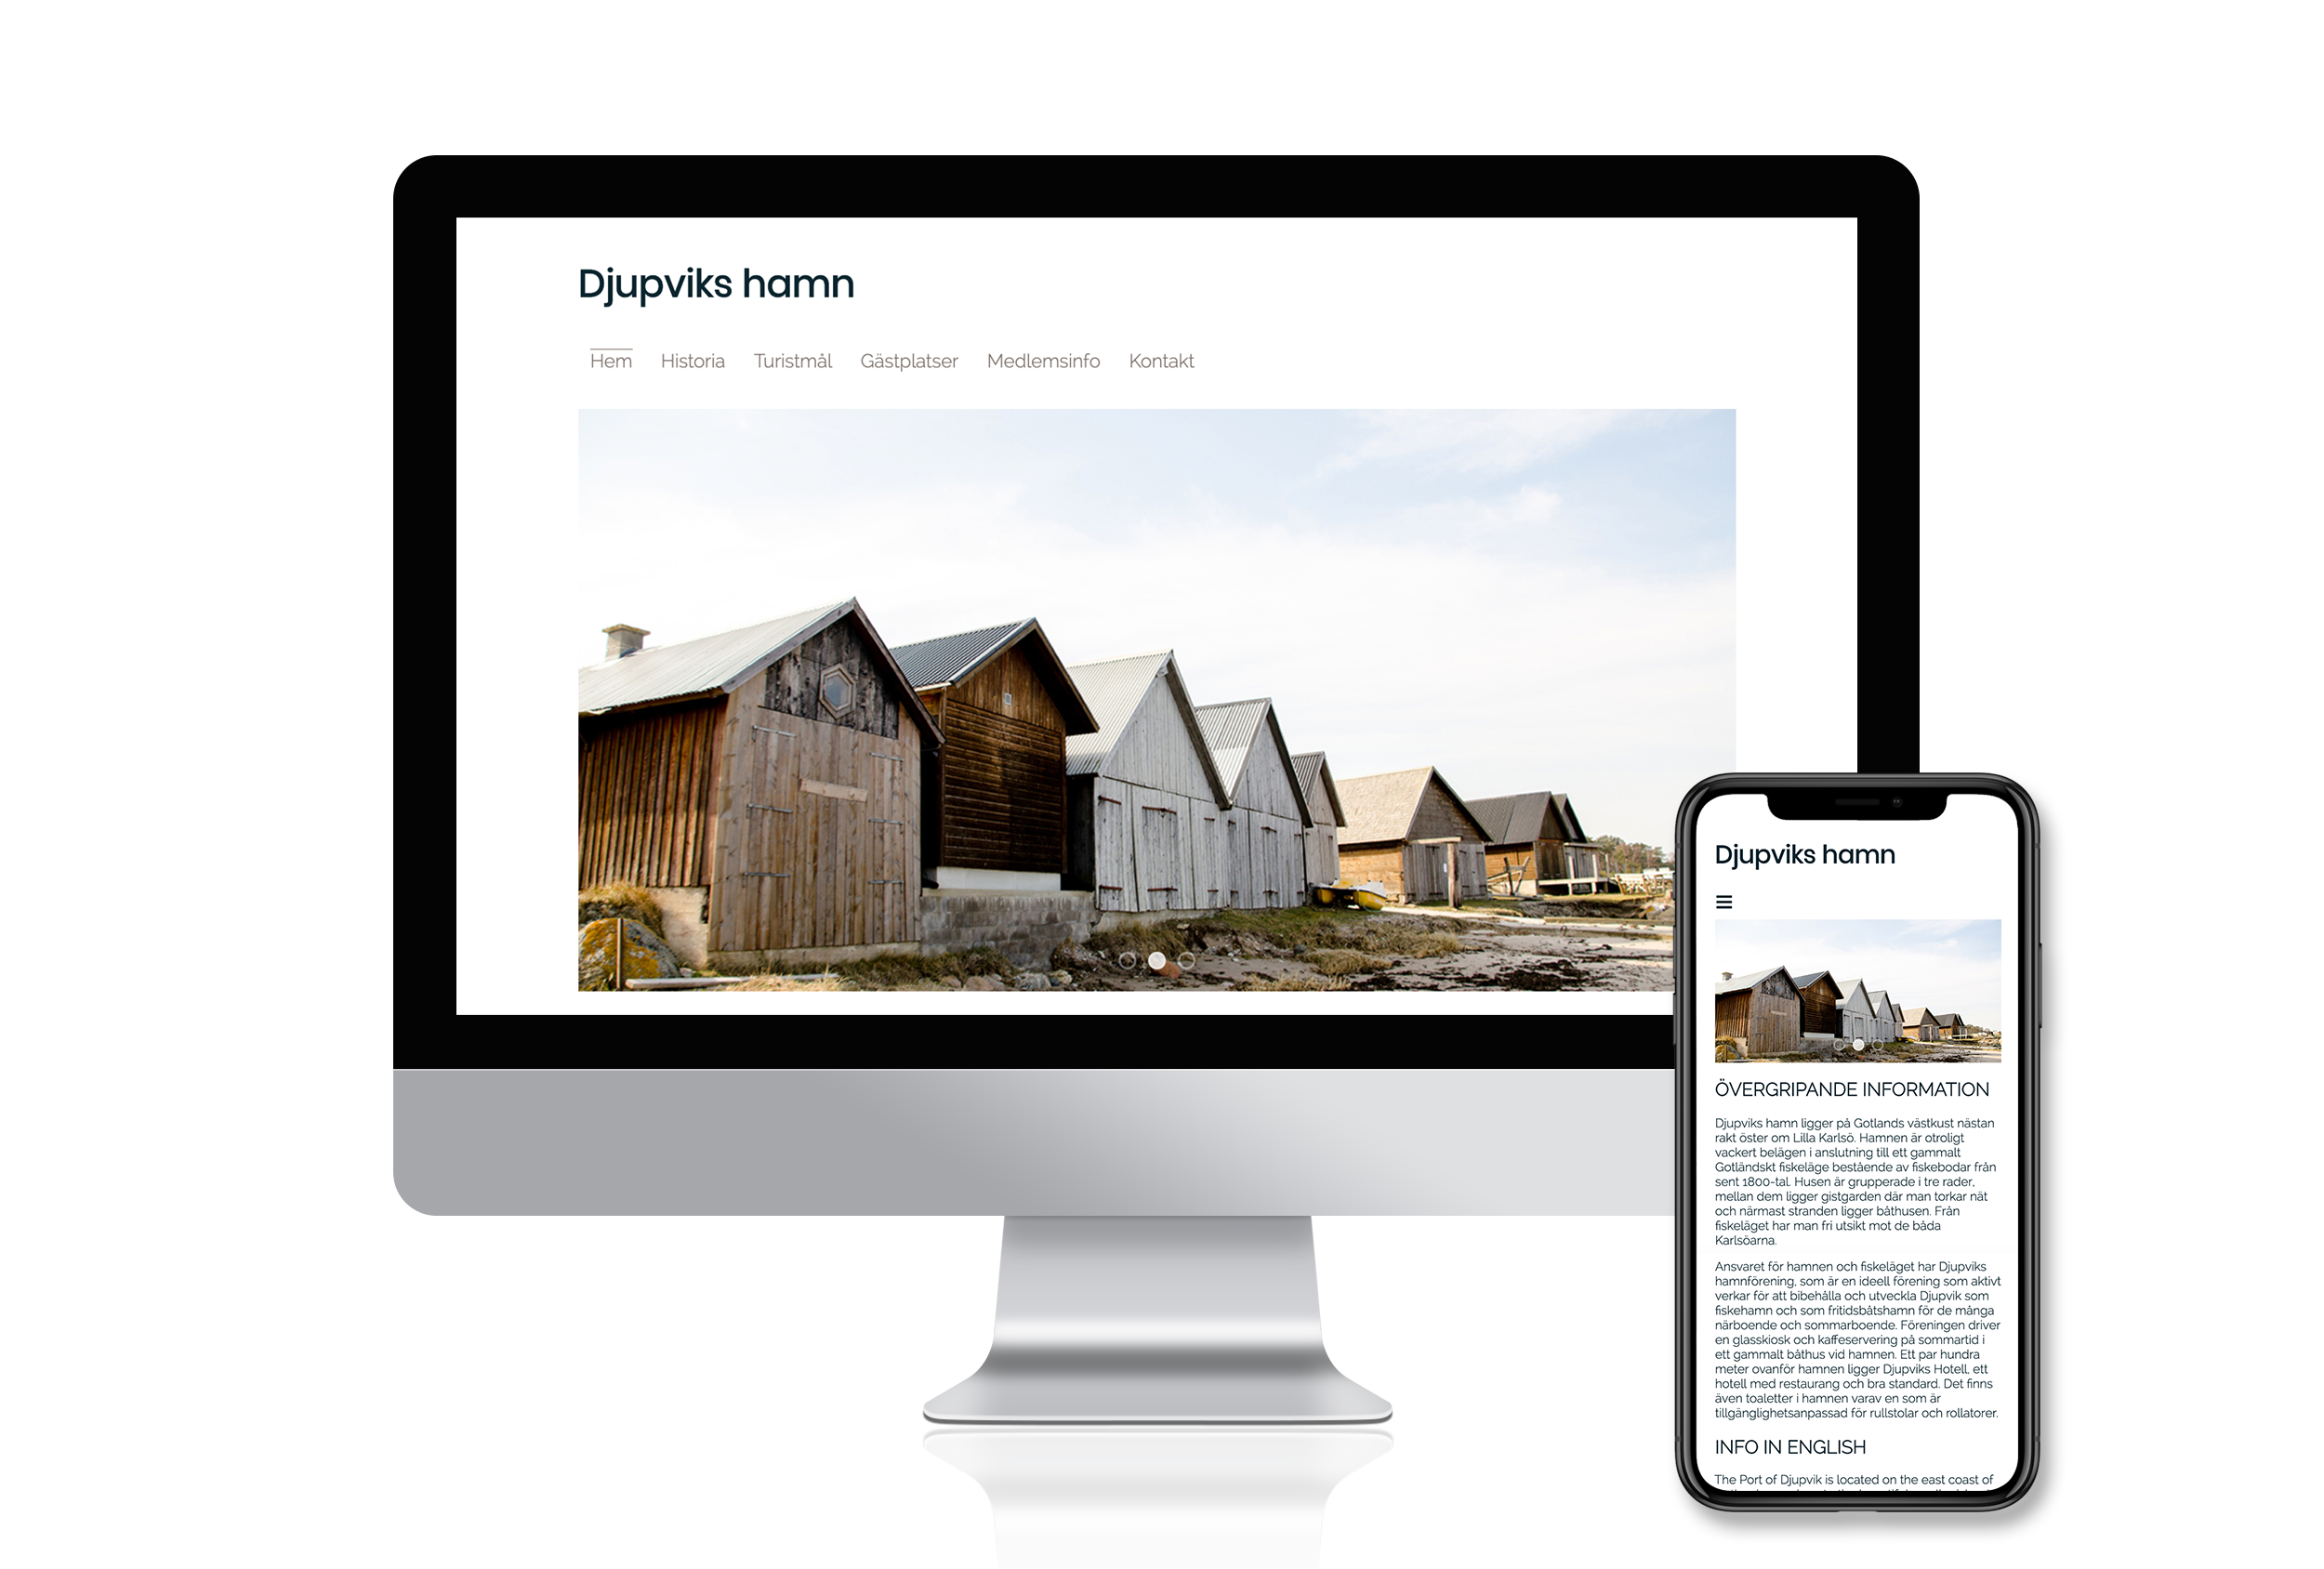 Djupviks hamn
Hem Historia Turistmål Gästplatser Medlemsinfo Kontakt
Djupviks hamn
ÖVERGRIPANDE INFORMATION
Djupviks hamn ligger på Gotlands västkust nästan
rakt öster om Lilla Karlsö. Hamnen är otroligt
vackert belägen i anslutning till ett gammalt
Gotländskt fiskeläge bestående av fiskebodar från
sent 1800-tal. Husen är grupperade i tre rader,
mellan dem ligger gistgarden där man torkar nät
och närmast stranden ligger båthusen. Från
fiskeläget har man fri utsikt mot de båda
Karlsöarna.
Ansvaret för hamnen och fiskeläget har Djupviks
hamnförening, som är en ideell förening som aktivt
verkar för att bibehålla och utveckla Djupvik som
fiskehamn och som fritidsbåtshamn för de många
närboende och sommarboende. Föreningen driver
en glasskiosk och kaffeservering på sommartid i
ett gammalt båthus vid hamnen. Ett par hundra
meter ovanför hamnen ligger Djupviks Hotell, ett
hotell med restaurang och bra standard. Det finns
även toaletter i hamnen varav en som är
tillgänglighetsanpassad för rullstolar och rollatorer.
INFO IN ENGLISH
The Port of Djupvik is located on the east coast of